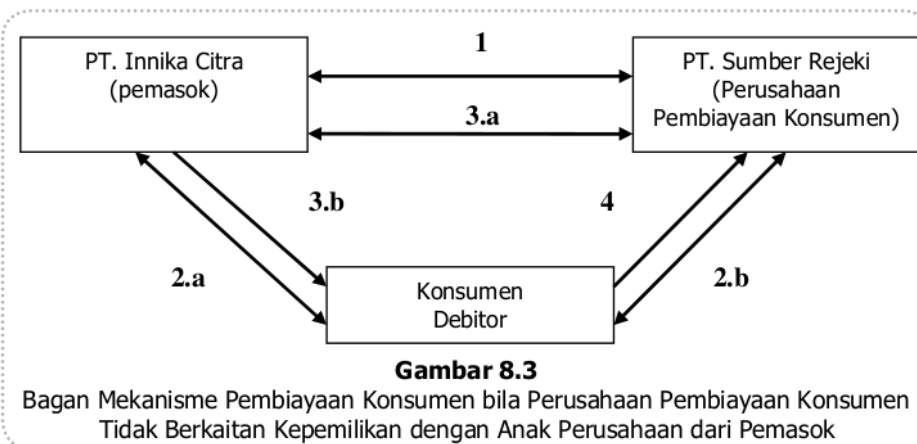 PT. Innika Citra
(pemasok)
1
PT. Sumber Rejeki
(Perusahaan
Pembiayaan Konsumen)
3.a
3.b
4
2.a
2.b
Konsumen
Debitor
Gambar 8.3
Bagan Mekanisme Pembiayaan Konsumen bila Perusahaan Pembiayaan Konsumen
Tidak Berkaitan Kepemilikan dengan Anak Perusahaan dari Pemasok